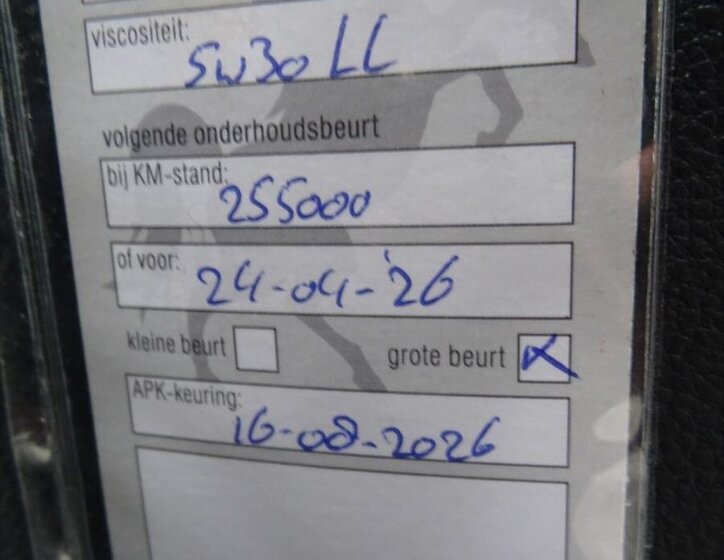 viscositeit: 5w30 LL
volgende onderhoudsbeurt
bij KM-stand: 255000
of voor: 24-04-'26
kleine beurt grote beurt x
APK-keuring: 16-08-2026